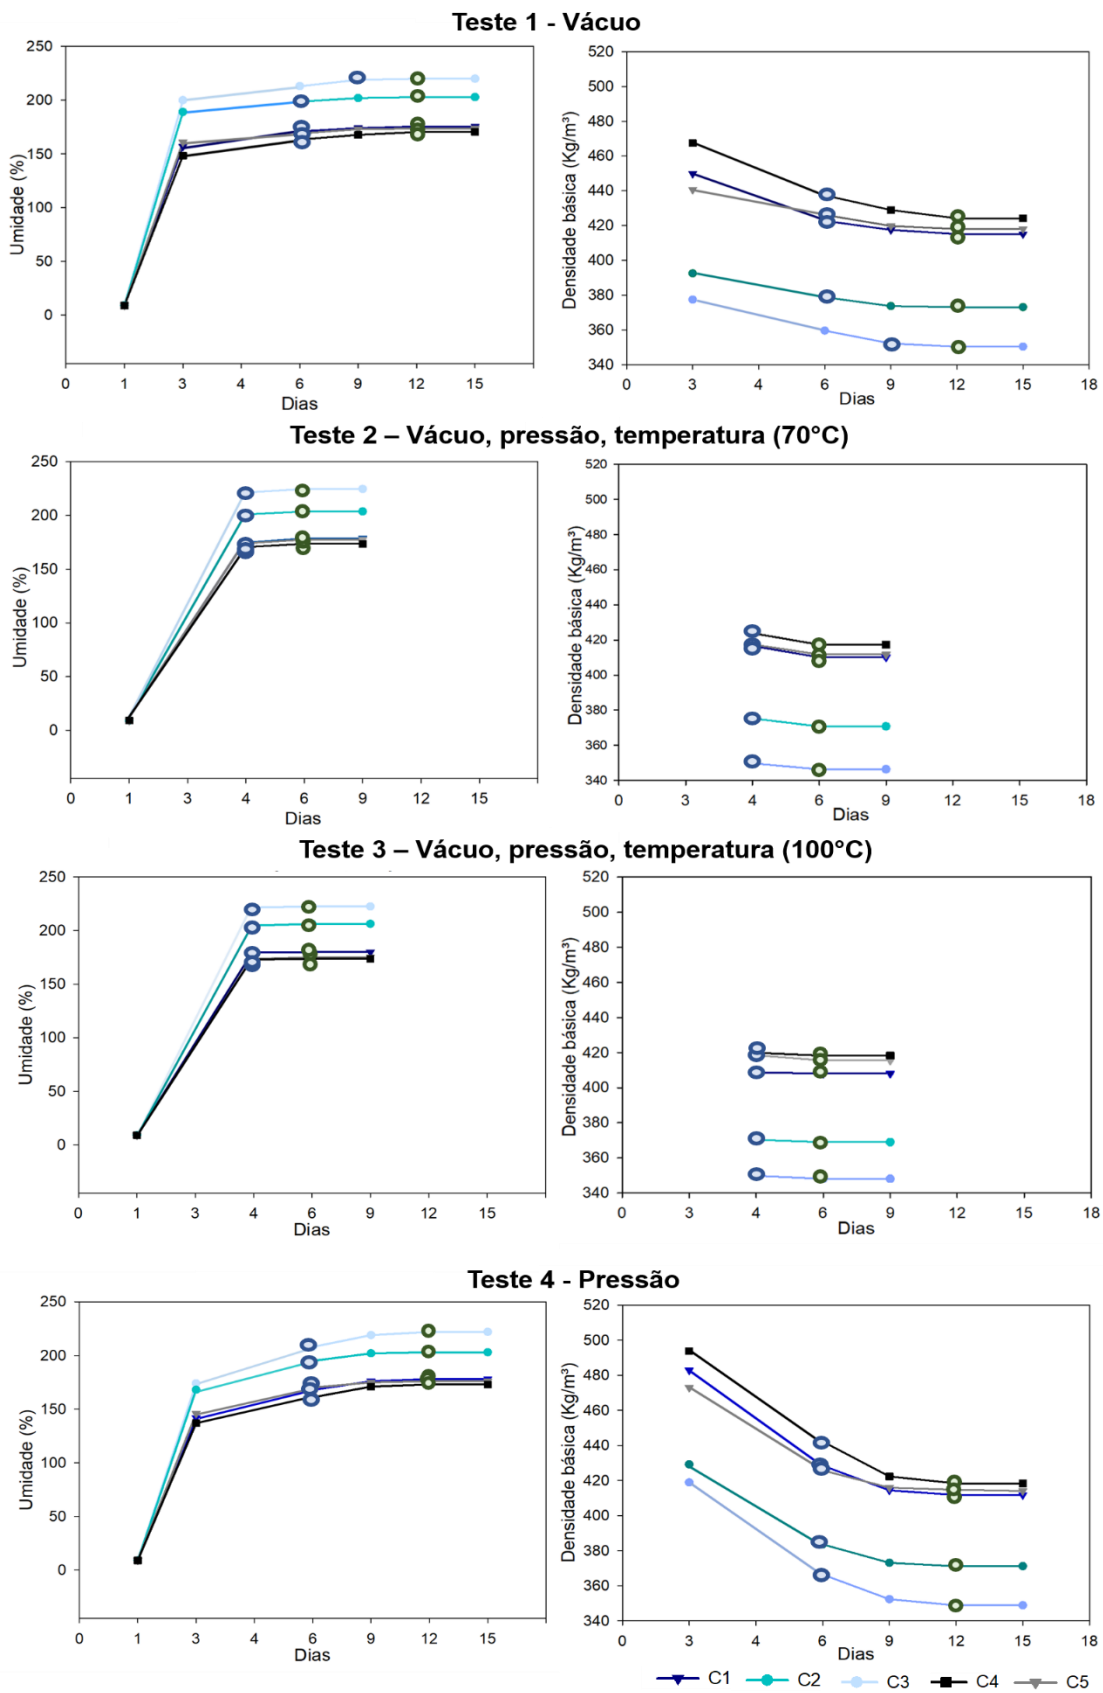 Teste 1 - Vácuo
250
200
150
100
50
0
Umidade (%)
0 1 3 4 6 9 12 15
Dias
520
480
460
440
420
400
380
360
340
Densidade básica (Kg/m³)
0 3 4 6 9 12 15 18
Dias
Teste 2 – Vácuo, pressão, temperatura (70°C)
250
200
150
100
50
0
Umidade (%)
0 1 3 4 6 9 12 15
Dias
520
500
480
460
440
420
400
380
360
340
Densidade básica (Kg/m³)
0 3 4 6 9 12 15 18
Dias
Teste 3 – Vácuo, pressão, temperatura (100°C)
250
200
150
100
50
0
Umidade (%)
0 1 3 4 6 9 12 15
Dias
520
500
480
460
440
420
400
380
360
340
Densidade básica (Kg/m³)
0 3 4 6 9 12 15 18
Dias
Teste 4 - Pressão
250
200
150
100
50
0
Umidade (%)
0 1 3 4 6 9 12 15
Dias
520
500
480
460
440
420
400
380
360
340
Densidade básica (Kg/m³)
0 3 4 6 9 12 15 18
Dias
C1 C2 C3 C4 C5